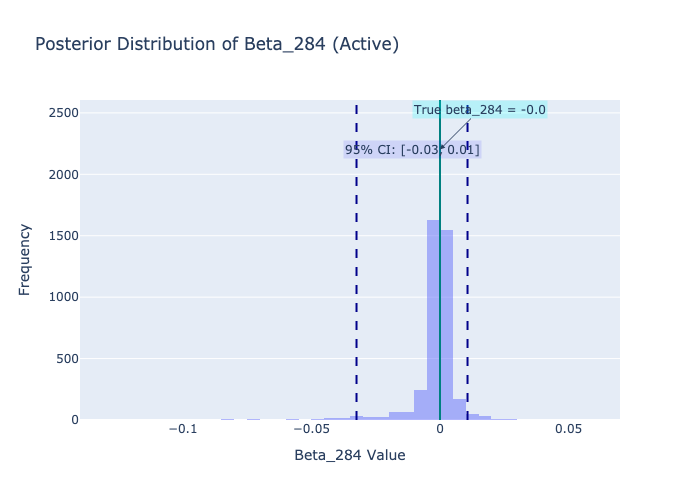 Posterior Distribution of Beta_284 (Active)
True beta_284 = -0.0
95% CI: [-0.03, 0.01]
2500
2000
1500
1000
500
0
Frequency
−0.1
−0.05
0
0.05
Beta_284 Value